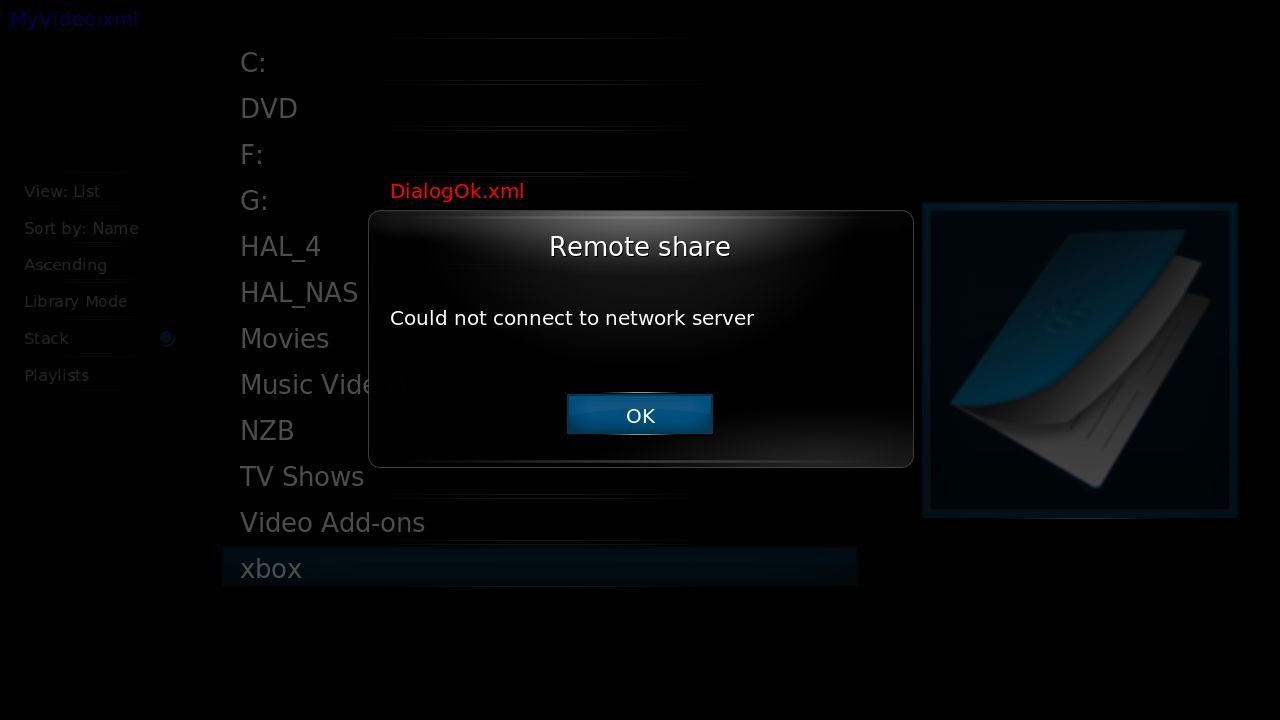 MyVideo.xml
C:
DVD
F:
G:
HAL_4
HAL_NAS
Movies
Music Videos
NZB
TV Shows
Video Add-ons
xbox
View: List
Sort by: Name
Ascending
Library Mode
Stack
Playlists
DialogOk.xml
Remote share
Could not connect to network server
OK